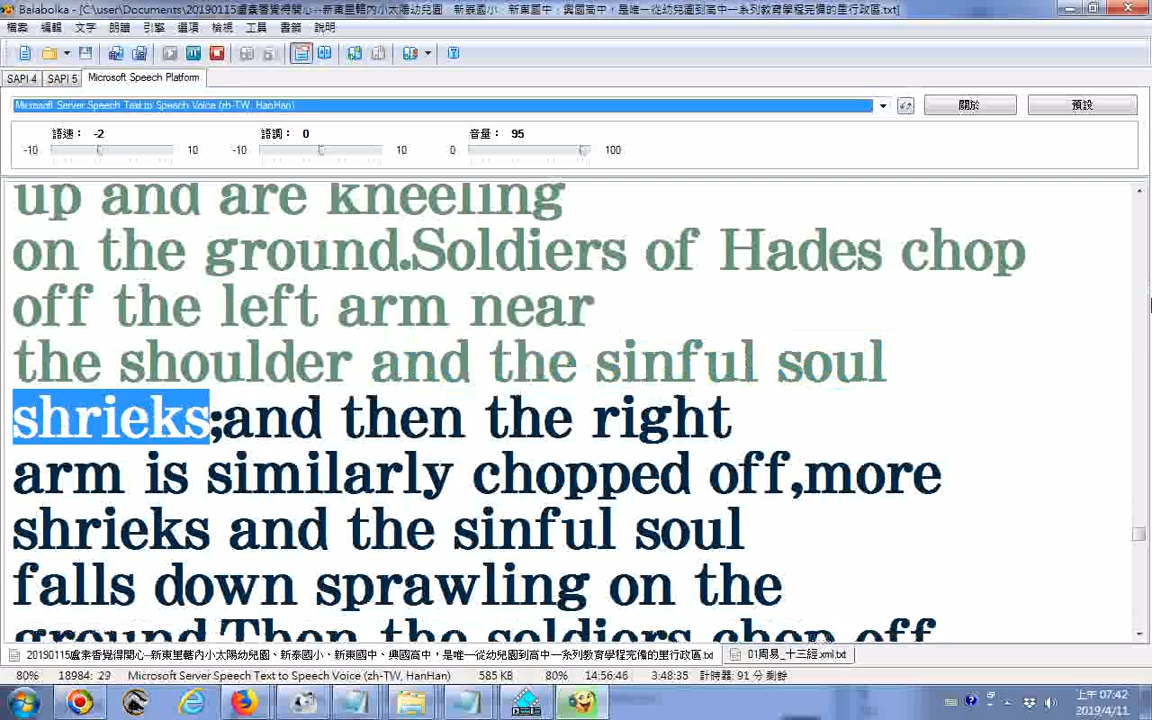 Balabolka - [C:\user\Documents\20190115盧素香覺得開心--新東里轄內小太陽幼兒園、新泰國小、新東國中、興國高中，是唯一從幼兒園到高中一系列教育學程完備的里行政區.txt]
檔案 編輯 文字 朗讀 引擎 選項 檢視 工具 書籤 說明
SAPI 4 SAPI 5 Microsoft Speech Platform
Microsoft Server Speech Text to Speech Voice (zh-TW, HanHan)
關於 預設
語速： -2 語調： 0 音量： 95
-10 10 -10 10 0 100
up and are kneeling
on the ground.Soldiers of Hades chop
off the left arm near
the shoulder and the sinful soul
shrieks;and then the right
arm is similarly chopped off,more
shrieks and the sinful soul
falls down sprawling on the
ground.Then the soldiers chop off
20190115盧素香覺得開心--新東里轄內小太陽幼兒園、新泰國小、新東國中、興國高中，是唯一從幼兒園到高中一系列教育學程完備的里行政區.txt 01周易_十三經.xml.txt
80% 18984: 29 Microsoft Server Speech Text to Speech Voice (zh-TW, HanHan) 585 KB 80% 14:56:46 3:48:35 計時器: 91 分 剩餘
上午 07:42
2019/4/11